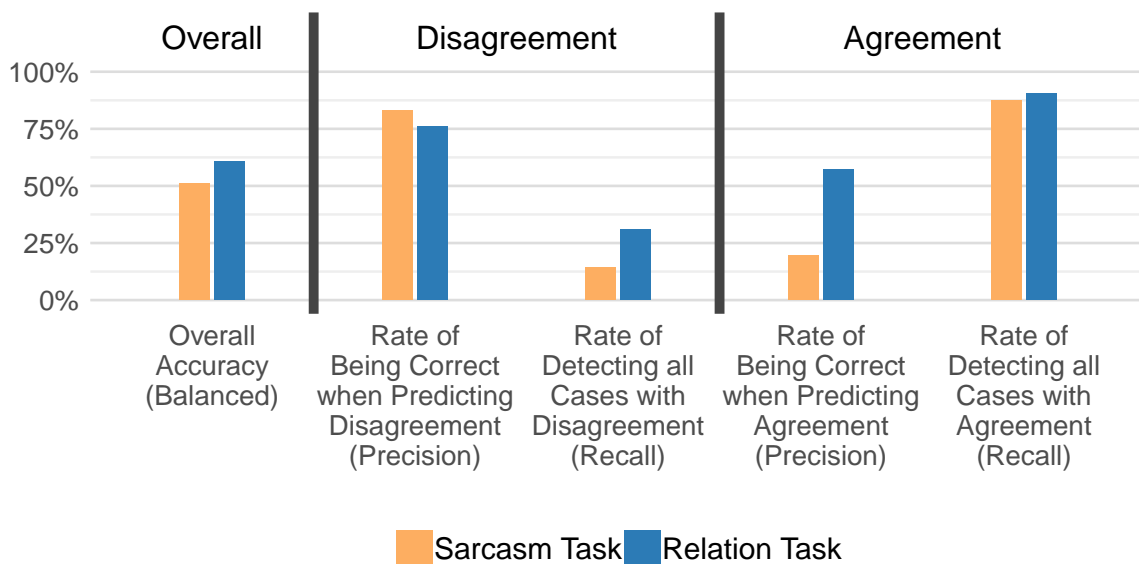 Overall
Disagreement
Agreement
100%
75%
50%
25%
0%
Overall
Accuracy
(Balanced)
Rate of
Being Correct
when Predicting
Disagreement
(Precision)
Rate of
Detecting all
Cases with
Disagreement
(Recall)
Rate of
Being Correct
when Predicting
Agreement
(Precision)
Rate of
Detecting all
Cases with
Agreement
(Recall)
Sarcasm Task
Relation Task